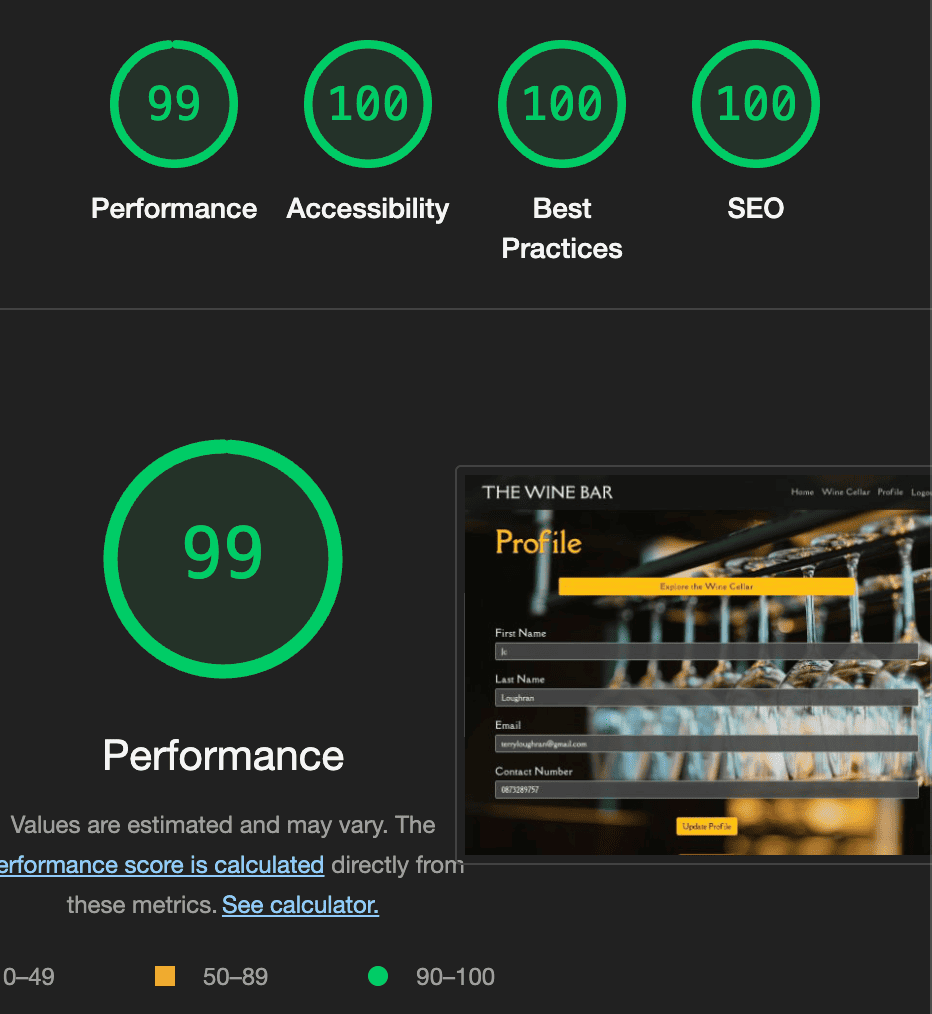 99
100
100
100
Performance
Accessibility
Best
Practices
SEO
99
Performance
Values are estimated and may vary. The
erformance score is calculated directly from
these metrics. See calculator.
0–49
50–89
90–100
THE WINE BAR
Home Wine Cellar Profile Logou
Profile
Explore the Wine Cellar
First Name
Last Name
Loughran
Email
terryloughran@gmail.com
Contact Number
0873289757
Update Profile